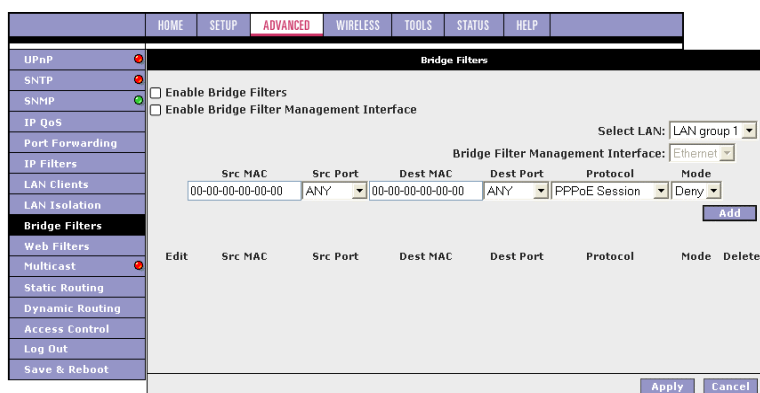 HOME SETUP ADVANCED WIRELESS TOOLS STATUS HELP
UPnP
SNTP
SNMP
IP QoS
Port Forwarding
IP Filters
LAN Clients
LAN Isolation
Bridge Filters
Web Filters
Multicast
Static Routing
Dynamic Routing
Access Control
Log Out
Save & Reboot
Bridge Filters
Enable Bridge Filters
Enable Bridge Filter Management Interface
Select LAN: LAN group 1
Bridge Filter Management Interface: Ethernet
Src MAC Src Port Dest MAC Dest Port Protocol Mode
00-00-00-00-00-00 ANY 00-00-00-00-00-00 ANY PPPoE Session Deny
Add
Edit Src MAC Src Port Dest MAC Dest Port Protocol Mode Delete
Apply Cancel